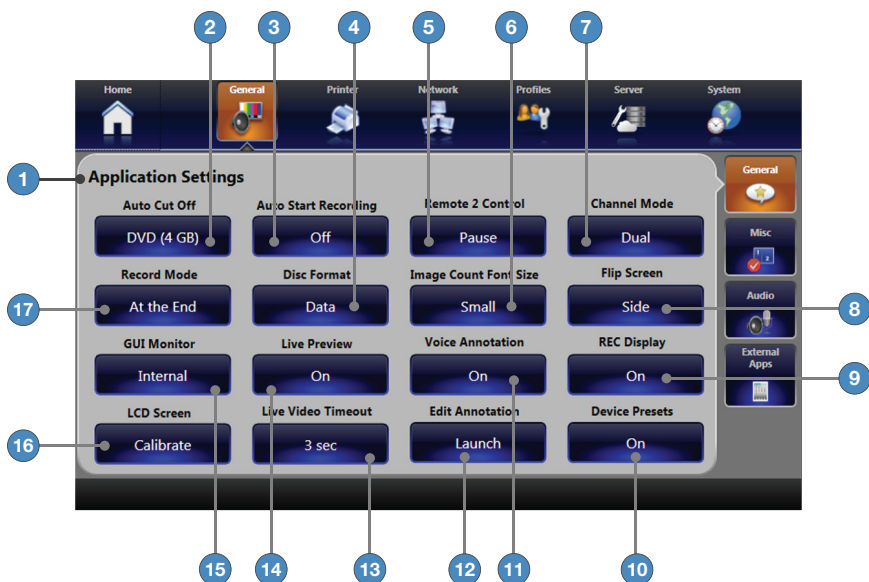 2 3 4 5 6 7
Home General Printer Network Profiles Server System
1
Application Settings
General
Auto Cut Off Auto Start Recording Remote 2 Control Channel Mode
DVD (4 GB) Off Pause Dual
Misc
Record Mode Disc Format Image Count Font Size Flip Screen
17 At the End Data Small Side 8
Audio
GUI Monitor Live Preview Voice Annotation REC Display
Internal On On On 9
External
Apps
LCD Screen Live Video Timeout Edit Annotation Device Presets
16 Calibrate 3 sec Launch On
15 14 13 12 11 10